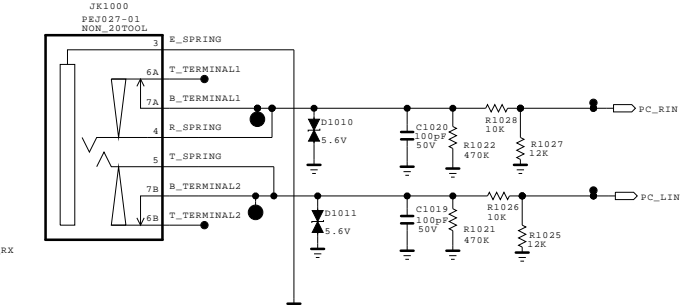 JK1000
PEJ027-01
NON_20TOOL
3 E_SPRING
6A T_TERMINAL1
7A B_TERMINAL1
4 R_SPRING
5 T_SPRING
7B B_TERMINAL2
6B T_TERMINAL2
D1010
5.6V
C1020
100pF
50V
R1022
470K
R1028
10K
R1027
12K
PC_RIN
D1011
5.6V
C1019
100pF
50V
R1021
470K
R1026
10K
R1025
12K
PC_LIN
RX